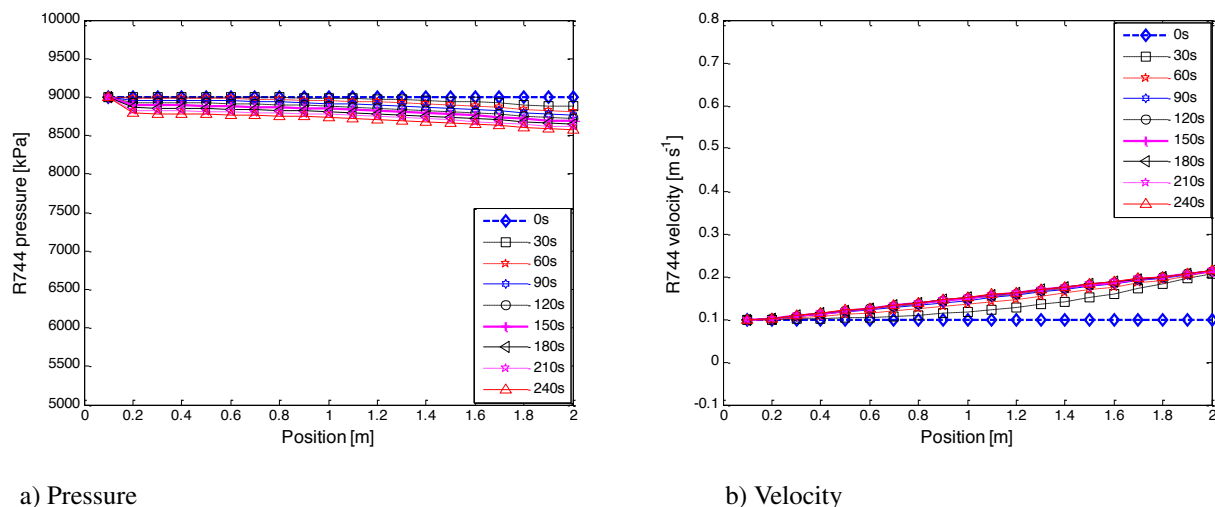 10000
9500
9000
8500
8000
7500
7000
6500
6000
5500
5000
R744 pressure [kPa]
0s
30s
60s
90s
120s
150s
180s
210s
240s
0 0.2 0.4 0.6 0.8 1 1.2 1.4 1.6 1.8 2
Position [m]
a) Pressure
0.8
0.7
0.6
0.5
0.4
0.3
0.2
0.1
0
-0.1
R744 velocity [m s-1]
0s
30s
60s
90s
120s
150s
180s
210s
240s
0 0.2 0.4 0.6 0.8 1 1.2 1.4 1.6 1.8 2
Position [m]
b) Velocity